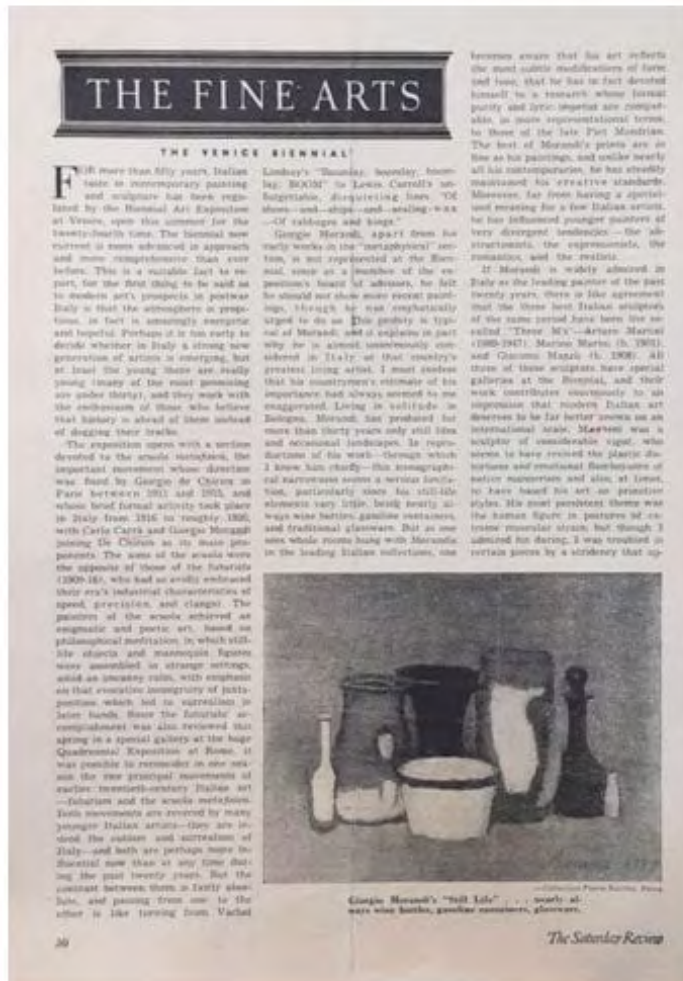 THE FINE ARTS
THE VENICE BIENNIAL
FOR more than fifty years, Italian
taste in contemporary painting
and sculpture has been regu-
lated by the Biennial Art Exposition
at Venice, open this summer for the
twenty-fourth time. The biennial now
current is more advanced in approach
and more comprehensive than ever
before. This is a suitable fact to re-
port, for the first thing to be said as
to modern art's prospects in postwar
Italy is that the atmosphere is propi-
tious, in fact is amazingly energetic
and hopeful. Perhaps it is too early to
decide whether in Italy a strong new
generation of artists is emerging, but
at least the young there are really
young (many of the most promising
are under thirty), and they work with
the enthusiasm of those who believe
that history is ahead of them instead
of dogging their tracks.
The exposition opens with a section
devoted to the scuola metafisica, the
important movement whose direction
was found by Giorgio de Chirico in
Paris between 1911 and 1915, and
whose brief formal activity took place
in Italy from 1916 to roughly 1920,
with Carlo Carrà and Giorgio Morandi
joining De Chirico as its main pro-
ponents. The aims of the scuola were
the opposite of those of the futurists
(1909-16), who had so avidly embraced
their era's industrial characteristics of
speed, precision, and clangor. The
painters of the scuola achieved an
enigmatic and poetic art, based on
philosophical meditation, in which still-
life objects and mannequin figures
were assembled in strange settings,
amid an uncanny calm, with emphasis
on that evocative incongruity of juxta-
position which led to surrealism in
later hands. Since the futurists' ac-
complishment was also reviewed this
spring in a special gallery at the huge
Quadrennial Exposition at Rome, it
was possible to reconsider in one sea-
son the two principal movements of
earlier twentieth-century Italian art
—futurism and the scuola metafisica.
Both movements are revered by many
younger Italian artists—they are in-
deed the cubism and surrealism of
Italy—and both are perhaps more in-
fluential now than at any time dur-
ing the past twenty years. But the
contrast between them is fairly abso-
lute, and passing from one to the
other is like turning from Vachel
Lindsay's "Boomlay, boomlay, boom-
lay, BOOM" to Lewis Carroll's un-
forgettable, disquieting lines "Of
shoes—and ships—and sealing-wax
—Of cabbages and kings."
Giorgio Morandi, apart from his
early works in the "metaphysical" sec-
tion, is not represented at the Bien-
nial, since as a member of the ex-
position's board of advisors, he felt
he should not show more recent paint-
ings, though he was emphatically
urged to do so. This probity is typi-
cal of Morandi, and it explains in part
why he is almost unanimously con-
sidered in Italy as that country's
greatest living artist. I must confess
that his countrymen's estimate of his
importance had always seemed to me
exaggerated. Living in solitude in
Bologna, Morandi has produced for
more than thirty years only still lifes
and occasional landscapes. In repro-
ductions of his work—through which
I knew him chiefly—this iconographi-
cal narrowness seems a serious limita-
tion, particularly since his still-life
elements vary little, being nearly al-
ways wine bottles, gasoline containers,
and traditional glassware. But as one
sees whole rooms hung with Morandis
in the leading Italian collections, one
becomes aware that his art reflects
the most subtle modifications of form
and tone, that he has in fact devoted
himself to a research whose formal
purity and lyric impetus are compar-
able, in more representational terms,
to those of the late Piet Mondrian.
The best of Morandi's prints are as
fine as his paintings, and unlike nearly
all his contemporaries, he has steadily
maintained his creative standards.
Moreover, far from having a special-
ized meaning for a few Italian artists,
he has influenced younger painters of
very divergent tendencies—the ab-
stractionists, the expressionists, the
romantics, and the realists.
If Morandi is widely admired in
Italy as the leading painter of the past
twenty years, there is like agreement
that the three best Italian sculptors
of the same period have been the so-
called "Three M's"—Arturo Martini
(1889-1947), Marino Marini (b. 1901),
and Giacomo Manzù (b. 1908). All
three of these sculptors have special
galleries at the Biennial, and their
work contributes enormously to an
impression that modern Italian art
deserves to be far better known on an
international scale. Martini was a
sculptor of considerable vigor, who
seems to have revived the plastic dis-
tortions and emotional flamboyance of
native mannerism and also, at times,
to have based his art on primitive
styles. His most persistent theme was
the human figure in postures of ex-
treme muscular strain; but though I
admired his daring, I was troubled in
certain pieces by a stridency that ap-
Giorgio Morandi's "Still Life" . . . nearly al-
ways wine bottles, gasoline containers, glassware.
30
The Saturday Review